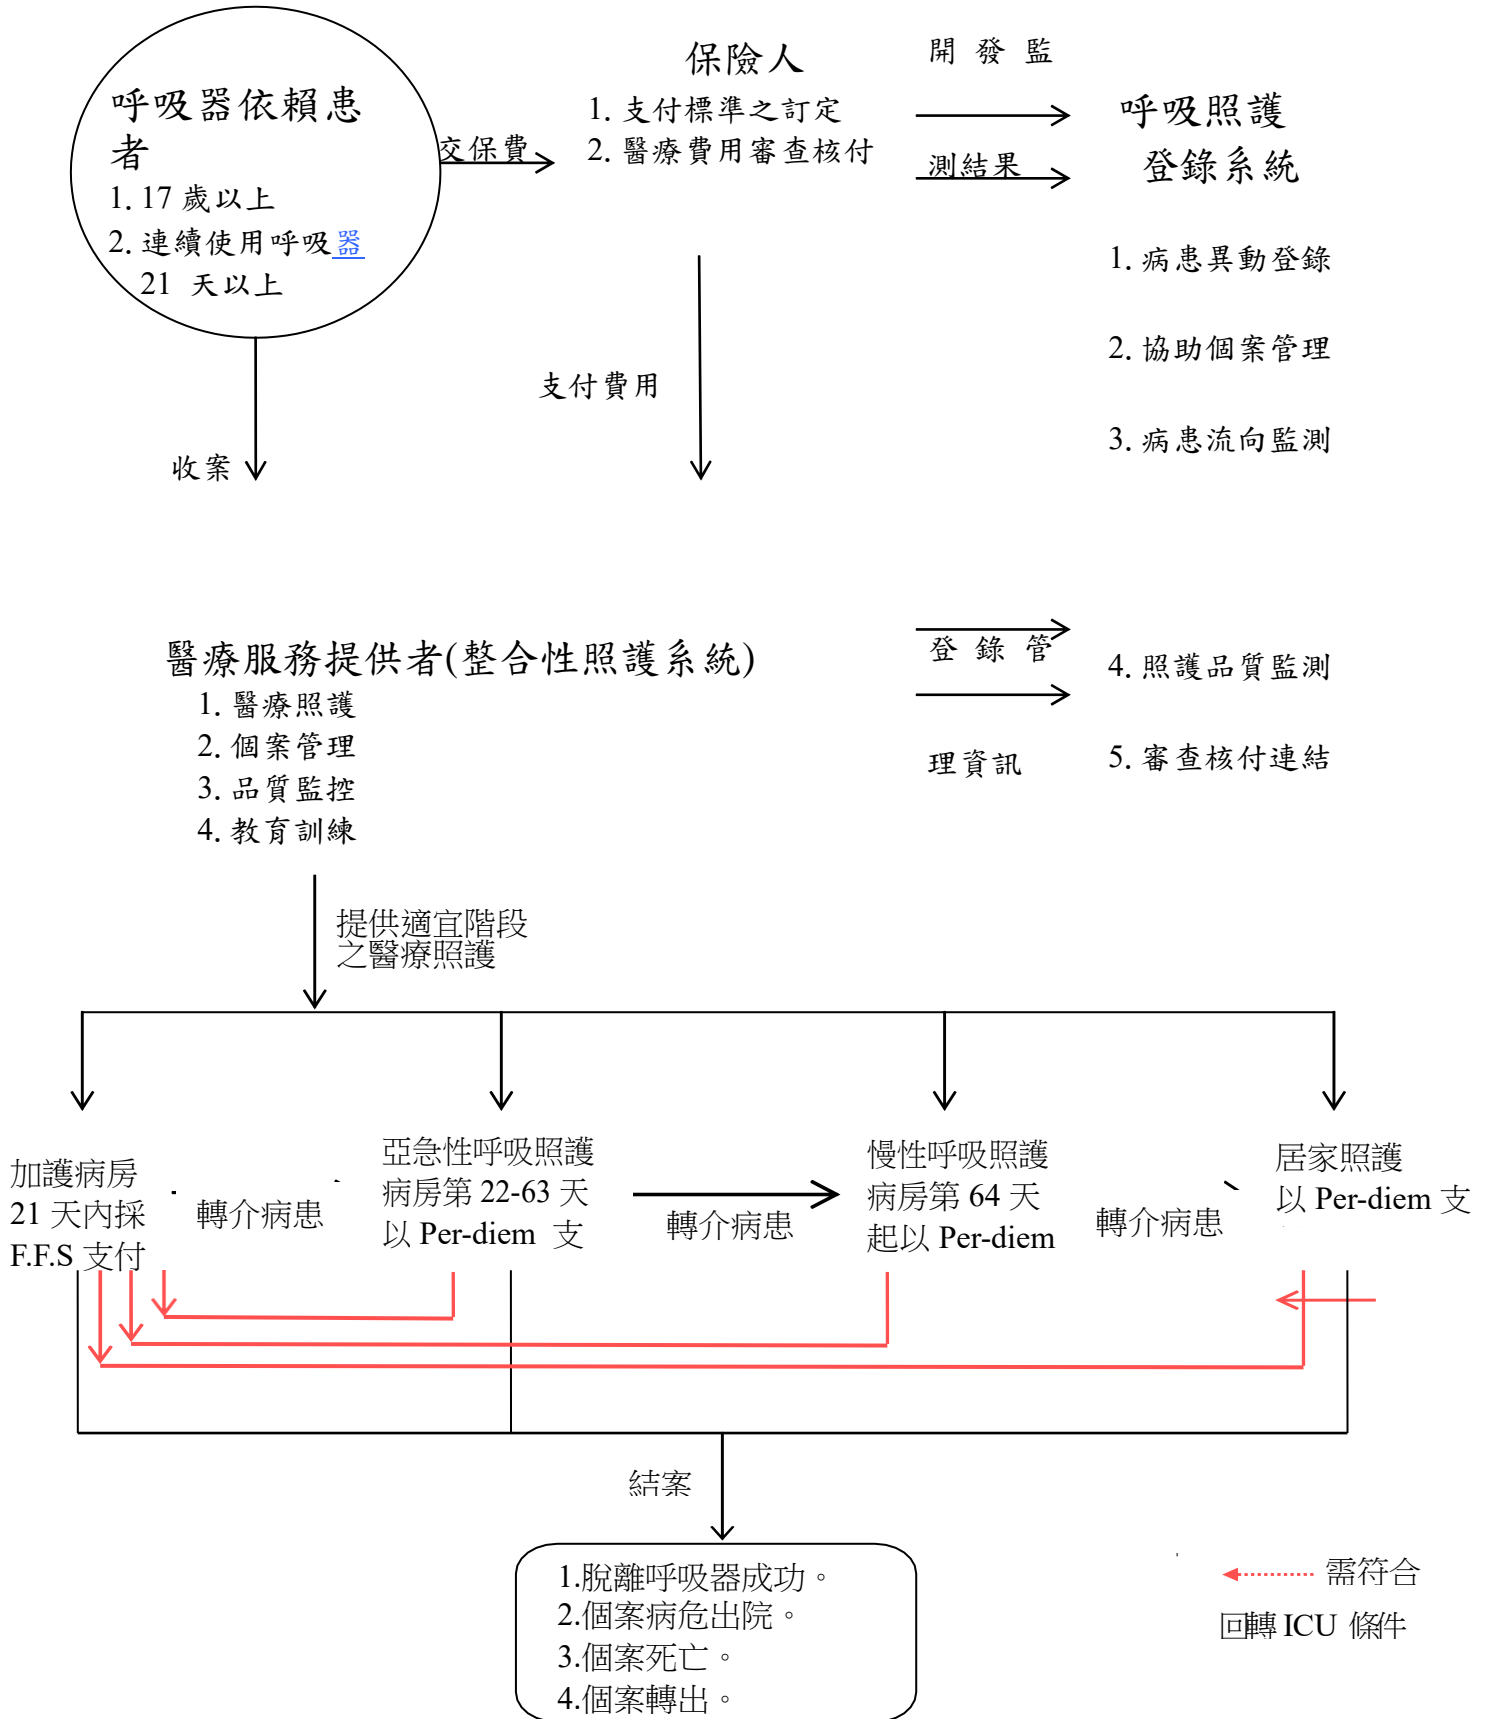 呼吸器依賴患
者
1. 17 歲以上
2. 連續使用呼吸器
21 天以上
交保費
保險人
1. 支付標準之訂定
2. 醫療費用審查核付
開 發 監
測結果
呼吸照護
登錄系統
1. 病患異動登錄
2. 協助個案管理
3. 病患流向監測
支付費用
收案
醫療服務提供者(整合性照護系統)
1. 醫療照護
2. 個案管理
3. 品質監控
4. 教育訓練
登 錄 管
理資訊
4. 照護品質監測
5. 審查核付連結
提供適宜階段
之醫療照護
加護病房
21 天內採
F.F.S 支付
轉介病患
亞急性呼吸照護
病房第 22-63 天
以 Per-diem 支
轉介病患
慢性呼吸照護
病房第 64 天
起以 Per-diem
轉介病患
居家照護
以 Per-diem 支
結案
1.脫離呼吸器成功。
2.個案病危出院。
3.個案死亡。
4.個案轉出。
需符合
回轉 ICU 條件